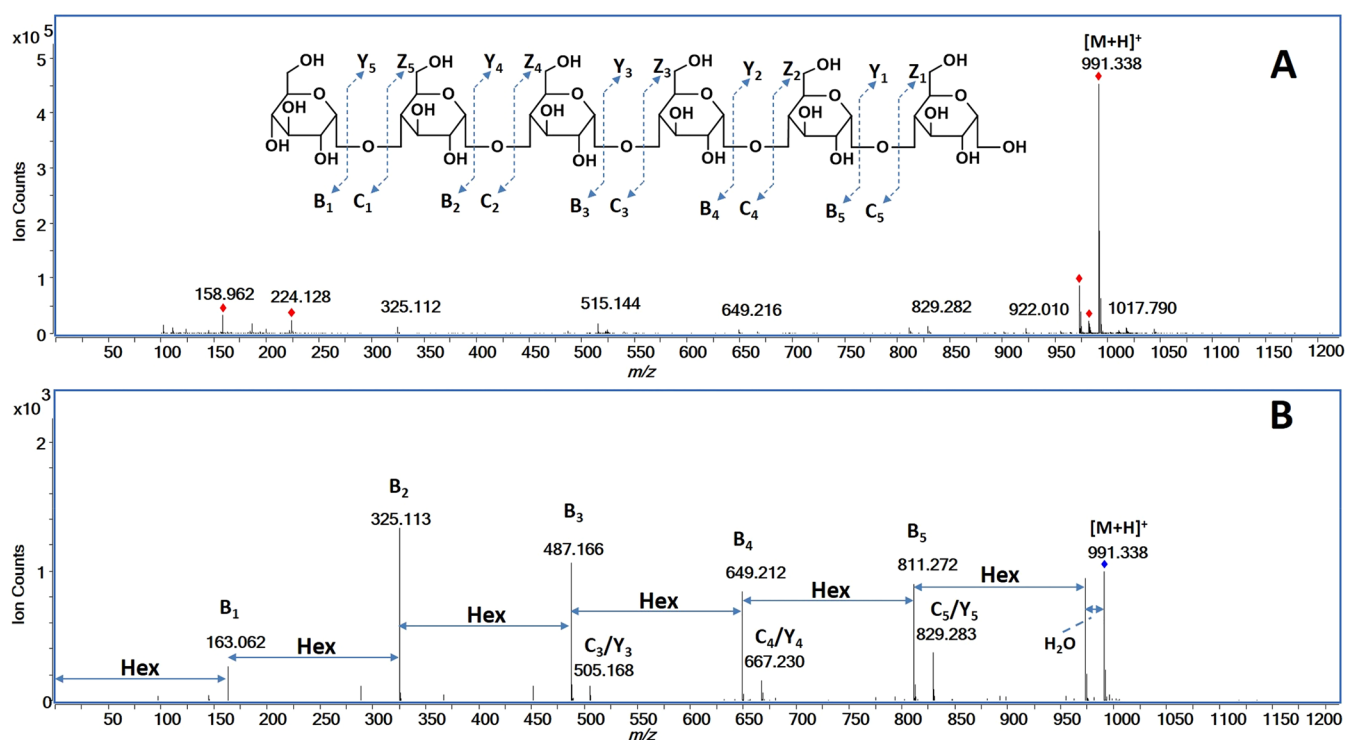 A
x10 5
5
4
3
2
1
0
Ion Counts
[M+H]+
991.338
OH OH OH OH OH OH
Y5 Z5 Y4 Z4 Y3 Z3 Y2 Z2 Y1 Z1
O O O O O O
OH OH OH OH OH OH
OH O O O O O OH
OH OH OH OH OH OH
B1 C1 B2 C2 B3 C3 B4 C4 B5 C5
158.962 224.128 325.112 515.144 649.216 829.282 922.010 1017.790
50 100 150 200 250 300 350 400 450 500 550 600 650 700 750 800 850 900 950 1000 1050 1100 1150 1200
m/z
B
x10 3
2
1
0
Ion Counts
B1
163.062
B2
325.113
B3
487.166
B4
649.212
B5
811.272
[M+H]+
991.338
Hex Hex Hex Hex Hex Hex
C3/Y3
505.168
C4/Y4
667.230
C5/Y5
829.283
H2O
50 100 150 200 250 300 350 400 450 500 550 600 650 700 750 800 850 900 950 1000 1050 1100 1150 1200
m/z